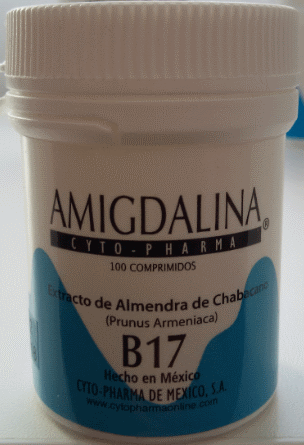 AMIGDALINA®
CYTO-PHARMA
100 COMPRIMIDOS
Extracto de Almendra de Chabacano
(Prunus Armeniaca)
B17
Hecho en México
CYTO-PHARMA DE MEXICO, S.A.
www.cytopharmaonline.com